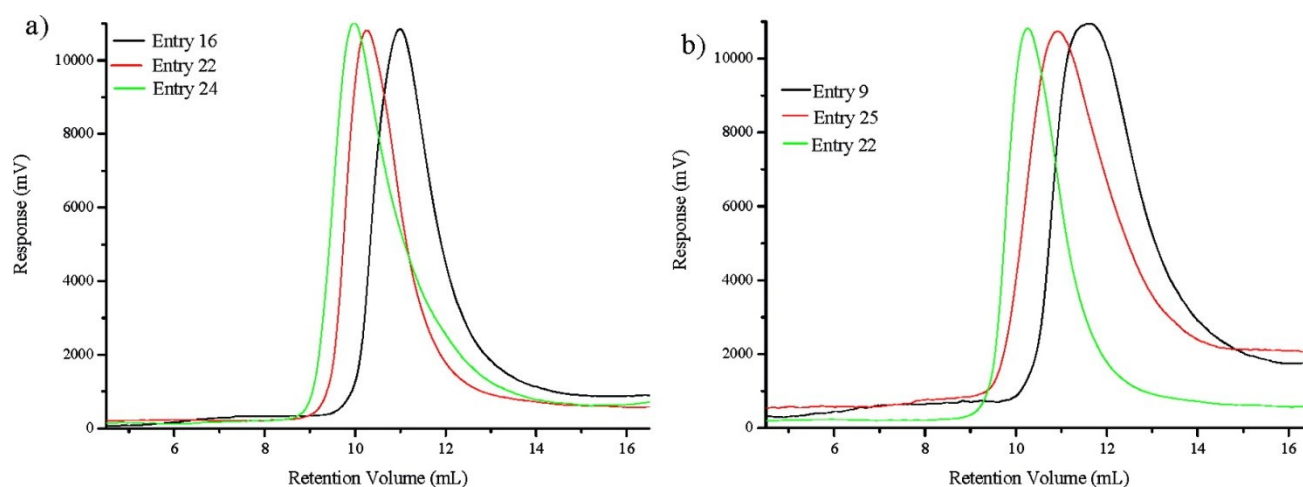 a)
Entry 16
Entry 22
Entry 24
10000
8000
6000
4000
2000
0
Response (mV)
6 8 10 12 14 16
Retention Volume (mL)
b)
Entry 9
Entry 25
Entry 22
10000
8000
6000
4000
2000
0
Response (mV)
6 8 10 12 14 16
Retention Volume (mL)